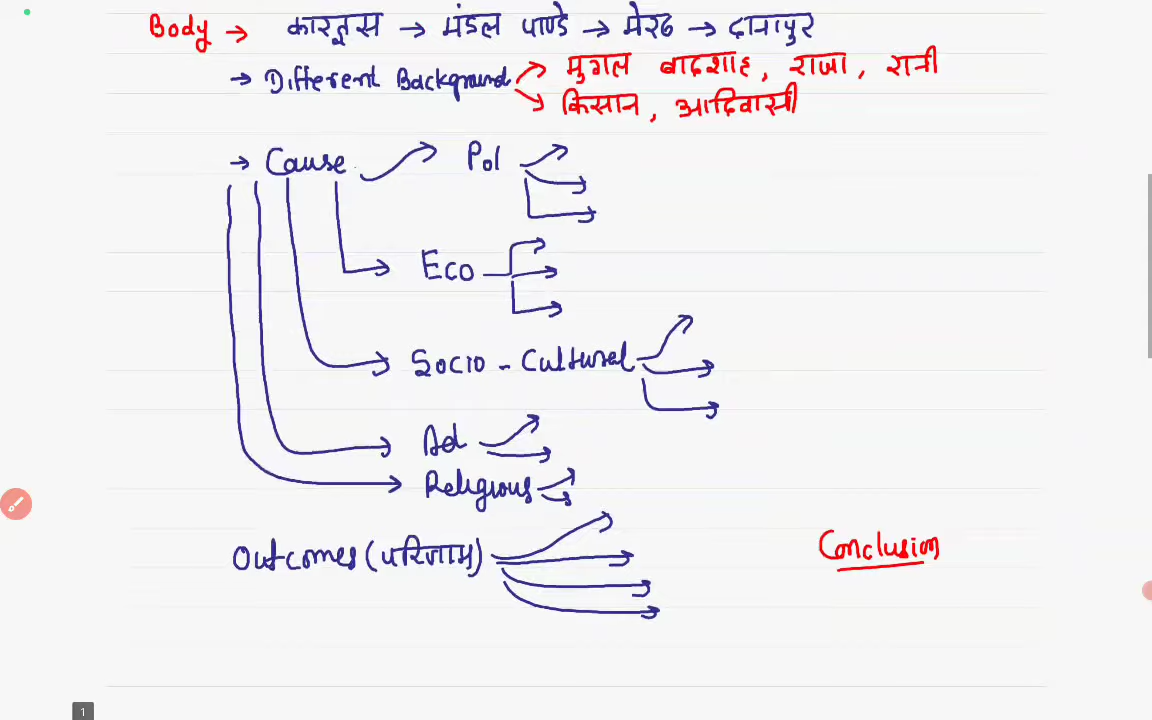 Body → कारतूस → मंडल पाण्डे → मेरठ → दानापुर
→ Different Background
मुगल बादशाह, राजा, रानी
किसान, आदिवासी
→ Cause
Pol
Eco
Socio - Cultural
Ad
Religious
Outcomes (परिणाम)
Conclusion
1